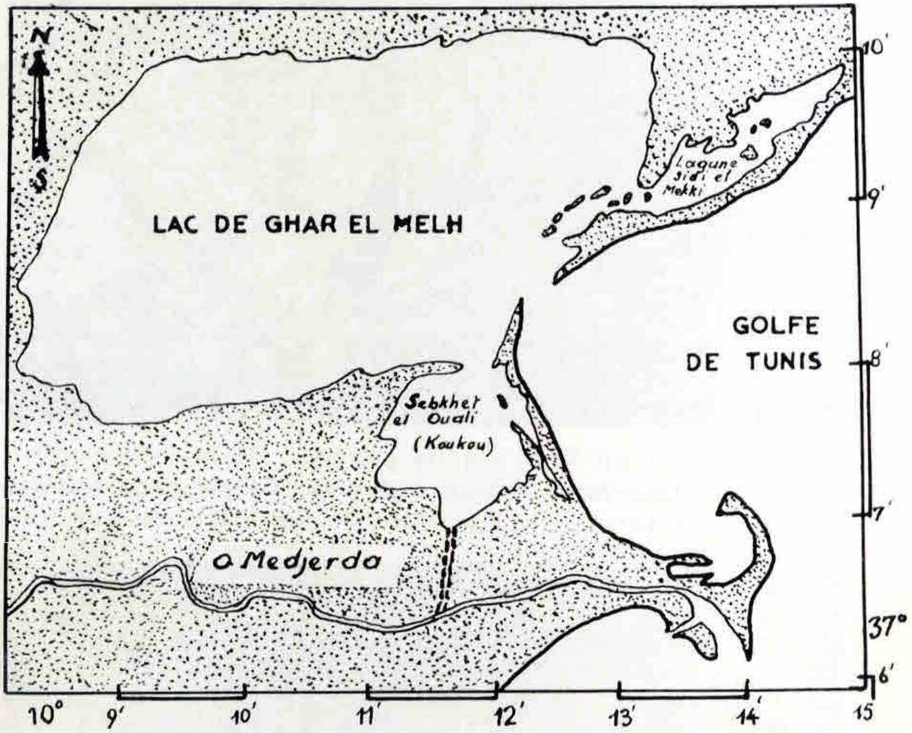 N
S
LAC DE GHAR EL MELH
Lagune
Sidi el
Mekki
GOLFE
DE TUNIS
Sebkhet
el Ouali
(Koukou)
O Medjerda
10'
9'
8'
7'
37°
6'
10° 9' 10' 11' 12' 13' 14' 15